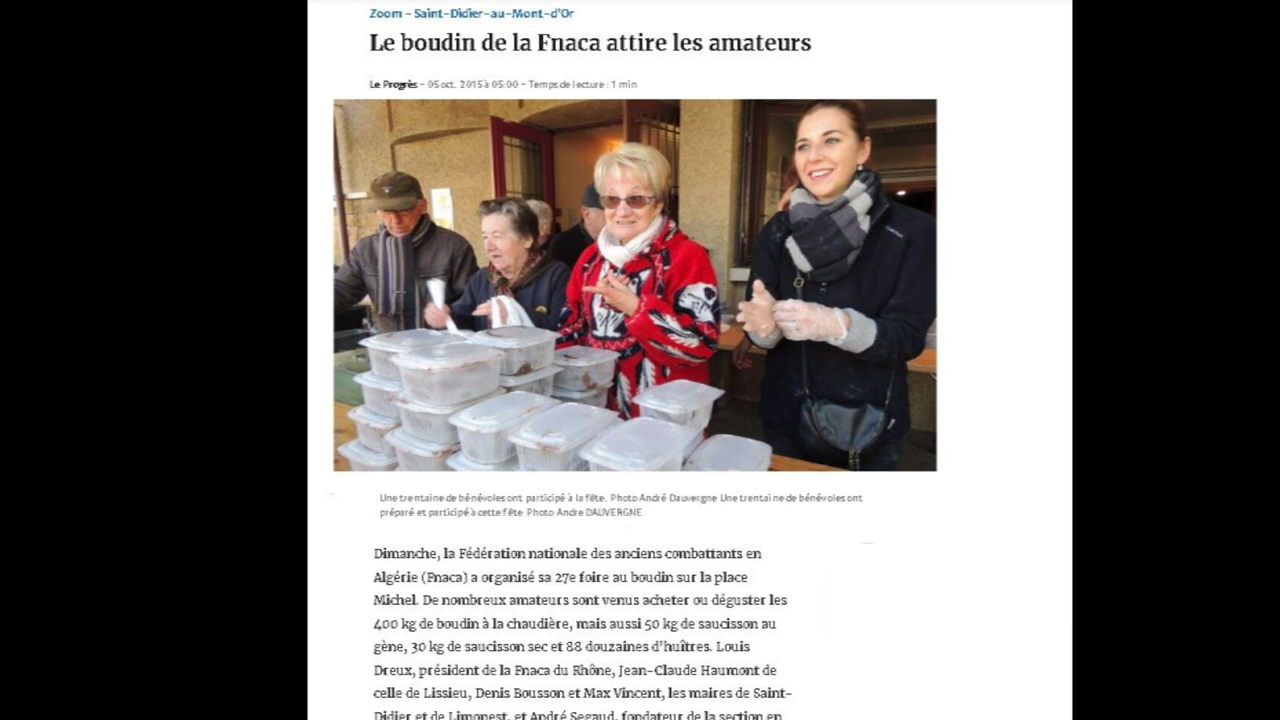 Zoom - Saint-Didier-au-Mont-d'Or
Le boudin de la Fnaca attire les amateurs
Le Progrès - 05 oct. 2015 à 05:00 - Temps de lecture : 1 min
Une trentaine de bénévoles ont participé à la fête. Photo André Dauvergne Une trentaine de bénévoles ont
préparé et participé à cette fête Photo Andre DAUVERGNE
Dimanche, la Fédération nationale des anciens combattants en
Algérie (Fnaca) a organisé sa 27e foire au boudin sur la place
Michel. De nombreux amateurs sont venus acheter ou déguster les
400 kg de boudin à la chaudière, mais aussi 50 kg de saucisson au
gène, 30 kg de saucisson sec et 88 douzaines d'huîtres. Louis
Dreux, président de la Fnaca du Rhône, Jean-Claude Haumont de
celle de Lissieu, Denis Bousson et Max Vincent, les maires de Saint-
Didier et de Limonest, et André Segaud, fondateur de la section en